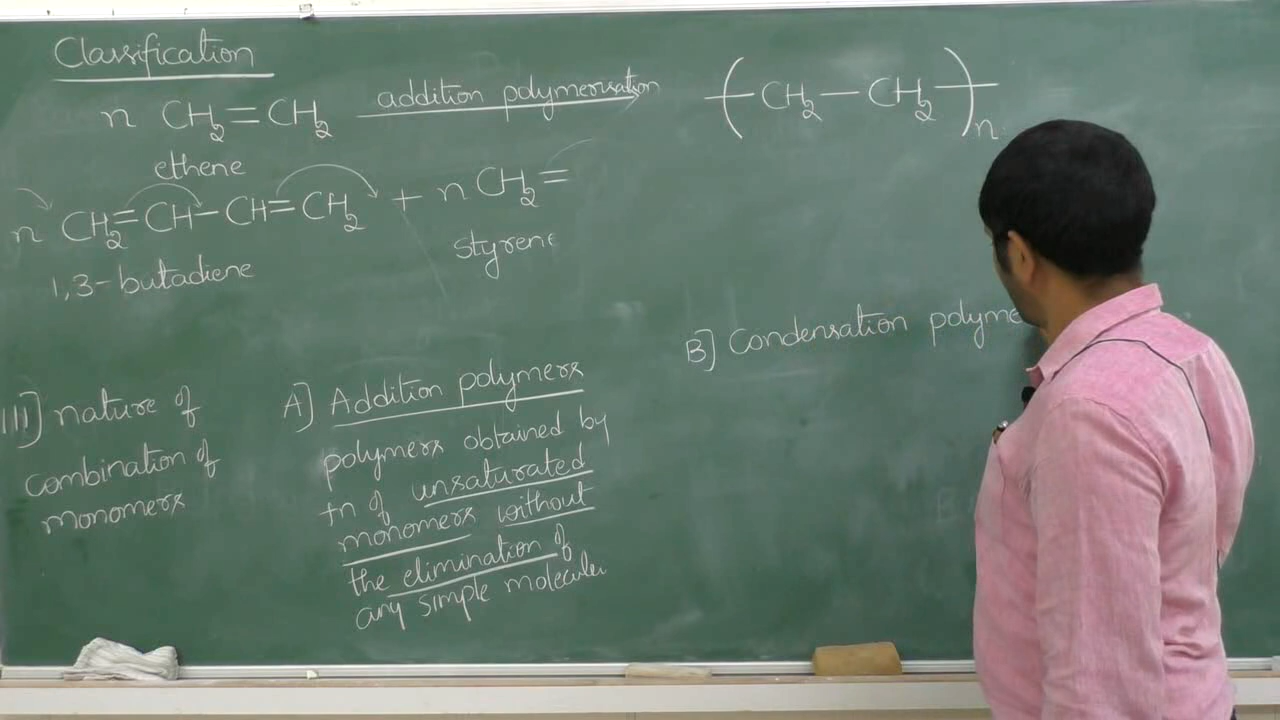 Classification
n CH₂=CH₂ addition polymerisation (-CH₂-CH₂-)n
ethene
n CH₂=CH-CH=CH₂ + n CH₂=
1,3-butadiene
styrene
III] nature of
combination of
monomers
A] Addition polymers
polymers obtained by
+n of unsaturated
monomers without
the elimination of
any simple molecules
B] Condensation polyme